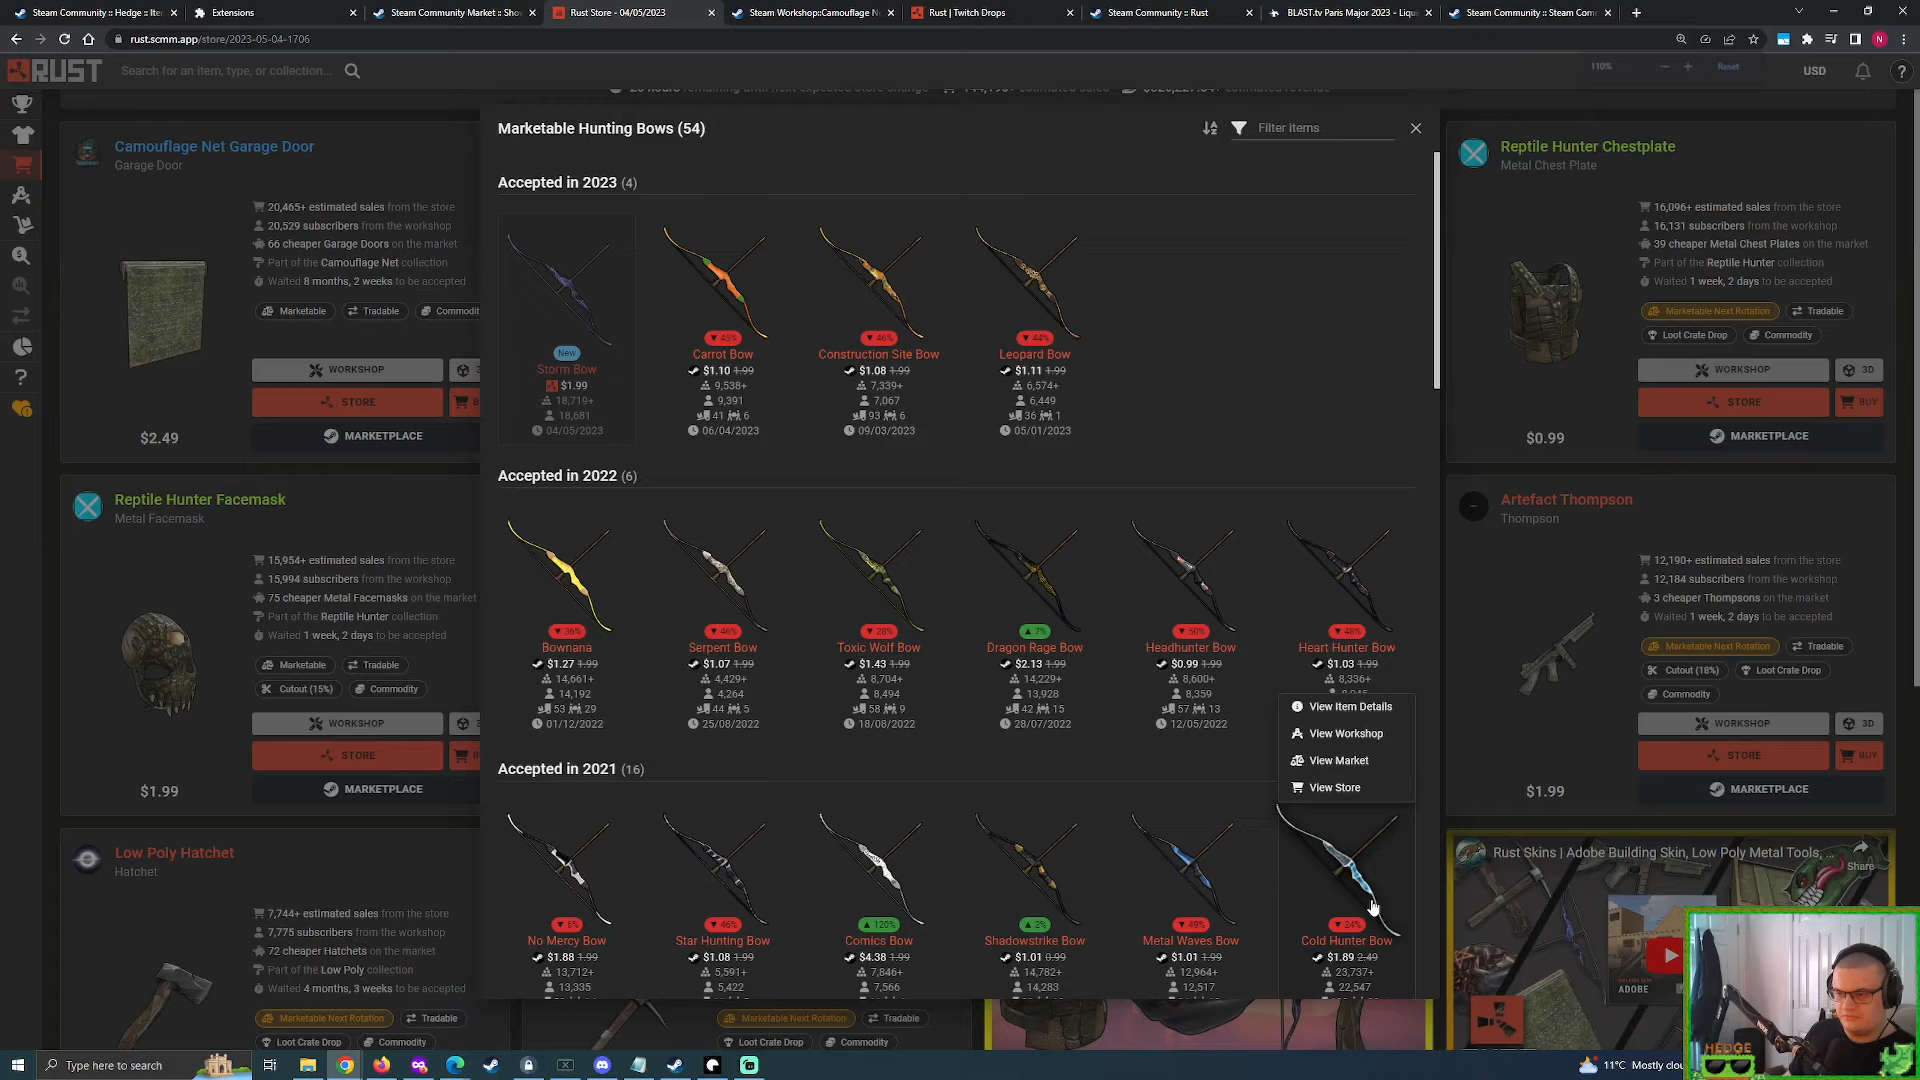 Steam Community :: Hedge :: Item
Extensions
Steam Community Market :: Show
Rust Store - 04/05/2023
Steam Workshop::Camouflage N
Rust | Twitch Drops
Steam Community :: Rust
BLAST.tv Paris Major 2023 - Liqu
Steam Community :: Steam Com
rust.scmm.app/store/2023-05-04-1706
RUST
Search for an item, type, or collection...
110%
Reset
USD
Marketable Hunting Bows (54)
Filter items
Camouflage Net Garage Door
Garage Door
20,465+ estimated sales from the store
20,529 subscribers from the workshop
66 cheaper Garage Doors on the market
Part of the Camouflage Net collection
Waited 8 months, 2 weeks to be accepted
Marketable
Tradable
Commodit
WORKSHOP
STORE
MARKETPLACE
$2.49
Reptile Hunter Facemask
Metal Facemask
15,954+ estimated sales from the store
15,994 subscribers from the workshop
75 cheaper Metal Facemasks on the market
Part of the Reptile Hunter collection
Waited 1 week, 2 days to be accepted
Marketable
Tradable
Cutout (15%)
Commodity
WORKSHOP
STORE
MARKETPLACE
$1.99
Low Poly Hatchet
Hatchet
7,744+ estimated sales from the store
7,775 subscribers from the workshop
72 cheaper Hatchets on the market
Part of the Low Poly collection
Waited 4 months, 3 weeks to be accepted
Marketable Next Rotation
Tradable
Loot Crate Drop
Commodity
Accepted in 2023 (4)
New
Storm Bow
$1.99
18,719+
18,681
04/05/2023
45%
Carrot Bow
$1.10 1.99
9,538+
9,391
41 6
06/04/2023
46%
Construction Site Bow
$1.08 1.99
7,339+
7,067
93 6
09/03/2023
44%
Leopard Bow
$1.11 1.99
6,574+
6,449
36 1
05/01/2023
Accepted in 2022 (6)
36%
Bownana
$1.27 1.99
14,661+
14,192
53 29
01/12/2022
46%
Serpent Bow
$1.07 1.99
4,429+
4,264
44 5
25/08/2022
28%
Toxic Wolf Bow
$1.43 1.99
8,704+
8,494
58 9
18/08/2022
7%
Dragon Rage Bow
$2.13 1.99
14,229+
13,928
42 15
28/07/2022
50%
Headhunter Bow
$0.99 1.99
8,600+
8,359
57 13
12/05/2022
48%
Heart Hunter Bow
$1.03 1.99
8,336+
View Item Details
View Workshop
View Market
View Store
Accepted in 2021 (16)
6%
No Mercy Bow
$1.88 1.99
13,712+
13,335
46%
Star Hunting Bow
$1.08 1.99
5,591+
5,422
120%
Comics Bow
$4.38 1.99
7,846+
7,566
2%
Shadowstrike Bow
$1.01 0.99
14,782+
14,283
49%
Metal Waves Bow
$1.01 1.99
12,964+
12,517
24%
Cold Hunter Bow
$1.89 2.49
23,737+
22,547
Marketable Next Rotation
Tradable
Loot Crate Drop
Commodity
Reptile Hunter Chestplate
Metal Chest Plate
16,096+ estimated sales from the store
16,131 subscribers from the workshop
39 cheaper Metal Chest Plates on the market
Part of the Reptile Hunter collection
Waited 1 week, 2 days to be accepted
Marketable Next Rotation
Tradable
Loot Crate Drop
Commodity
WORKSHOP
3D
STORE
BUY
MARKETPLACE
$0.99
Artefact Thompson
Thompson
12,190+ estimated sales from the store
12,184 subscribers from the workshop
3 cheaper Thompsons on the market
Waited 1 week, 2 days to be accepted
Marketable Next Rotation
Tradable
Cutout (18%)
Loot Crate Drop
Commodity
WORKSHOP
3D
STORE
BUY
MARKETPLACE
$1.99
Rust Skins | Adobe Building Skin, Low Poly Metal Tools, ...
Share
ADOBE
HEDGE
Type here to search
11°C Mostly clou